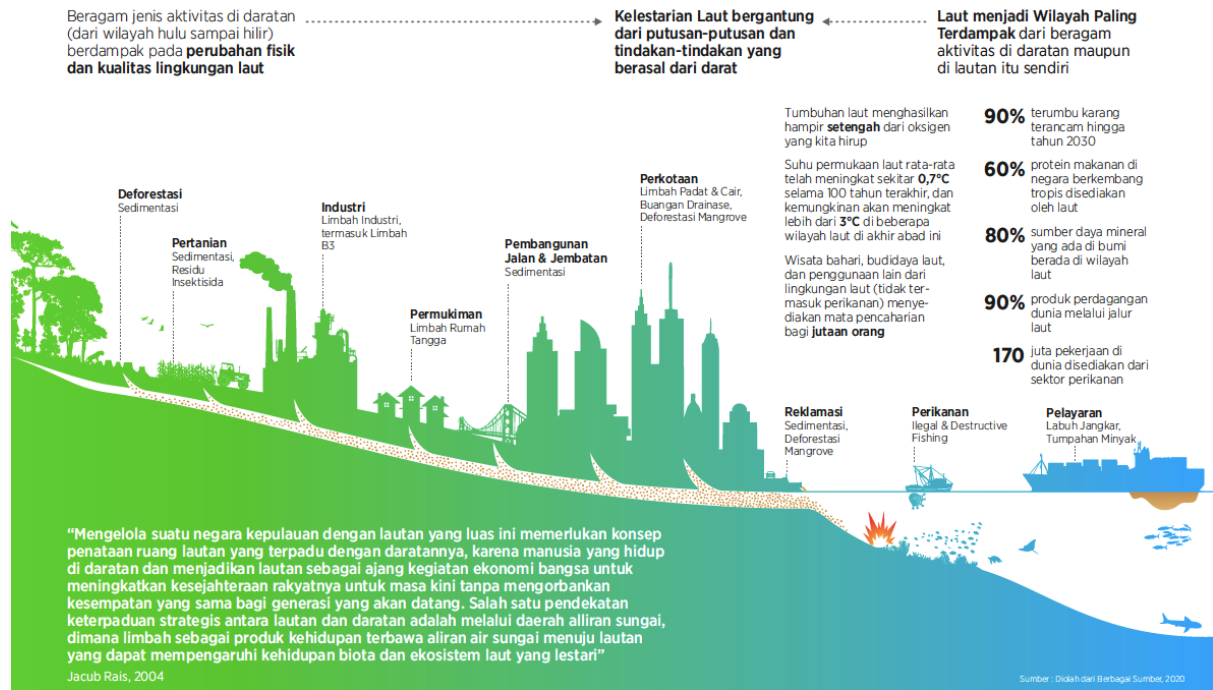 Beragam jenis aktivitas di daratan
(dari wilayah hulu sampai hilir)
berdampak pada perubahan fisik
dan kualitas lingkungan laut
Kelestarian Laut bergantung
dari putusan-putusan dan
tindakan-tindakan yang
berasal dari darat
Laut menjadi Wilayah Paling
Terdampak dari beragam
aktivitas di daratan maupun
di lautan itu sendiri
Tumbuhan laut menghasilkan
hampir setengah dari oksigen
yang kita hirup
Suhu permukaan laut rata-rata
telah meningkat sekitar 0,7°C
selama 100 tahun terakhir, dan
kemungkinan akan meningkat
lebih dari 3°C di beberapa
wilayah laut di akhir abad ini
Wisata bahari, budidaya laut,
dan penggunaan lain dari
lingkungan laut (tidak ter-
masuk perikanan) menye-
diakan mata pencaharian
bagi jutaan orang
90% terumbu karang
terancam hingga
tahun 2030
60% protein makanan di
negara berkembang
tropis disediakan
oleh laut
80% sumber daya mineral
yang ada di bumi
berada di wilayah
laut
90% produk perdagangan
dunia melalui jalur
laut
170 juta pekerjaan di
dunia disediakan dari
sektor perikanan
Deforestasi
Sedimentasi
Pertanian
Sedimentasi,
Residu
Insektisida
Industri
Limbah Industri,
termasuk Limbah
B3
Permukiman
Limbah Rumah
Tangga
Pembangunan
Jalan & Jembatan
Sedimentasi
Perkotaan
Limbah Padat & Cair,
Buangan Drainase,
Deforestasi Mangrove
Reklamasi
Sedimentasi,
Deforestasi
Mangrove
Perikanan
Ilegal & Destructive
Fishing
Pelayaran
Labuh Jangkar,
Tumpahan Minyak
“Mengelola suatu negara kepulauan dengan lautan yang luas ini memerlukan konsep
penataan ruang lautan yang terpadu dengan daratannya, karena manusia yang hidup
di daratan dan menjadikan lautan sebagai ajang kegiatan ekonomi bangsa untuk
meningkatkan kesejahteraan rakyatnya untuk masa kini tanpa mengorbankan
kesempatan yang sama bagi generasi yang akan datang. Salah satu pendekatan
keterpaduan strategis antara lautan dan daratan adalah melalui daerah alliran sungai,
dimana limbah sebagai produk kehidupan terbawa aliran air sungai menuju lautan
yang dapat mempengaruhi kehidupan biota dan ekosistem laut yang lestari”
Jacub Rais, 2004
Sumber : Diolah dari Berbagai Sumber, 2020